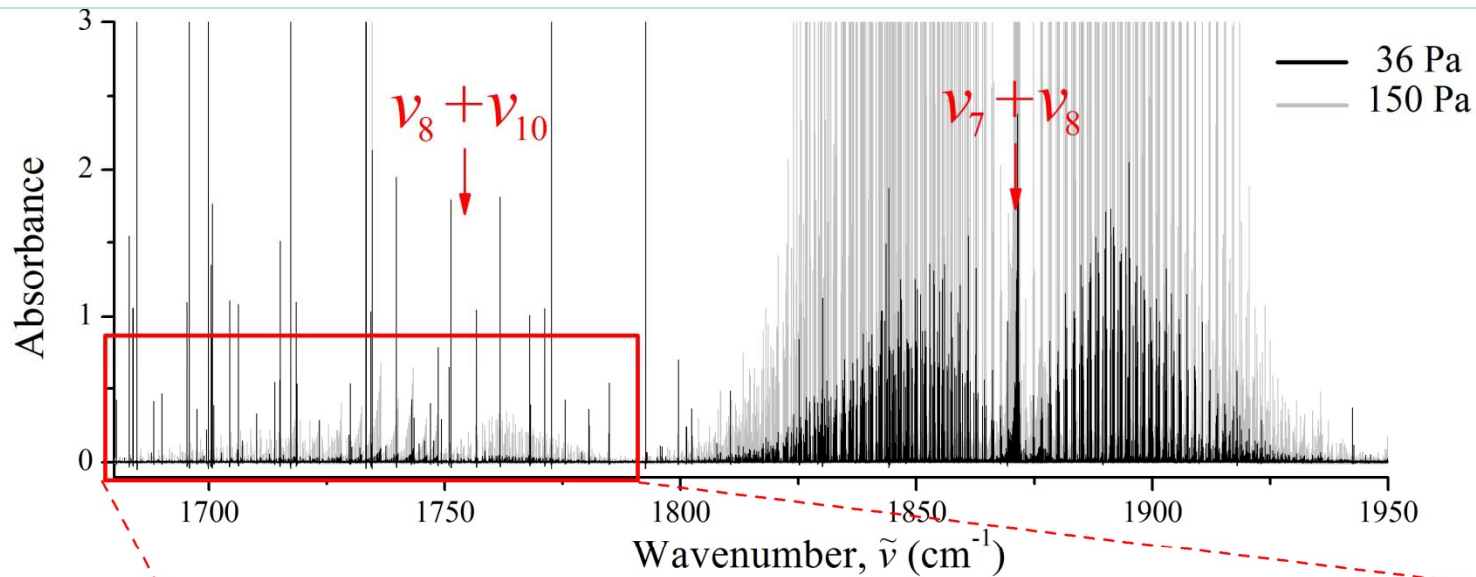 3
2
1
0
Absorbance
ν₈+ν₁₀
ν₇+ν₈
36 Pa
150 Pa
1700
1750
1800
1850
1900
1950
Wavenumber, ν̃ (cm⁻¹)